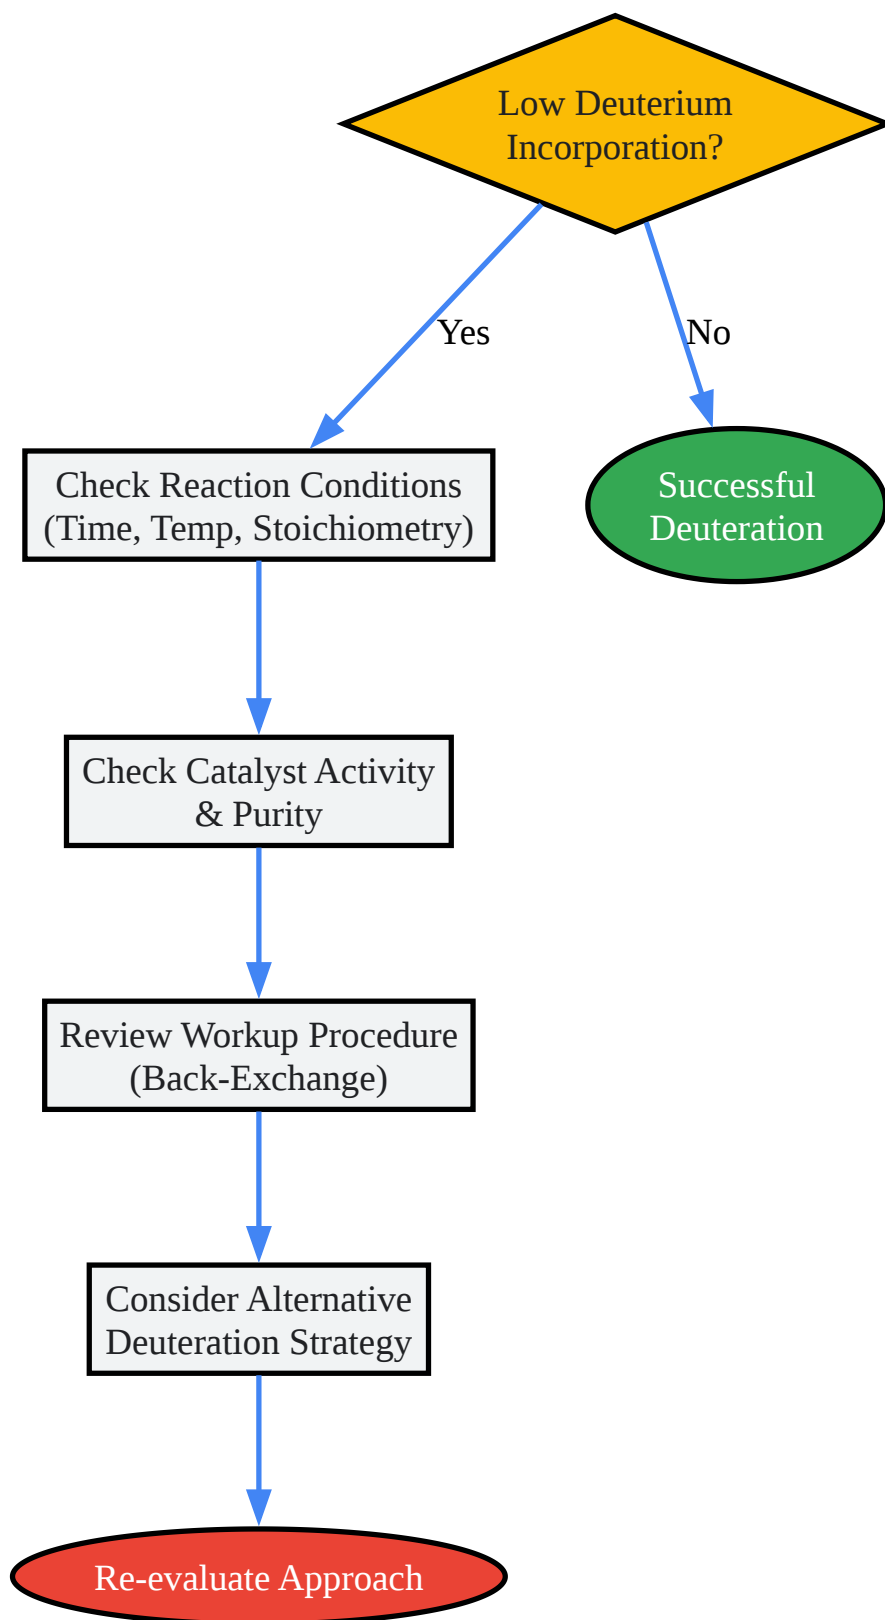 Low Deuterium
Incorporation?
Yes
No
Check Reaction Conditions
(Time, Temp, Stoichiometry)
Successful
Deuteration
Check Catalyst Activity
& Purity
Review Workup Procedure
(Back-Exchange)
Consider Alternative
Deuteration Strategy
Re-evaluate Approach